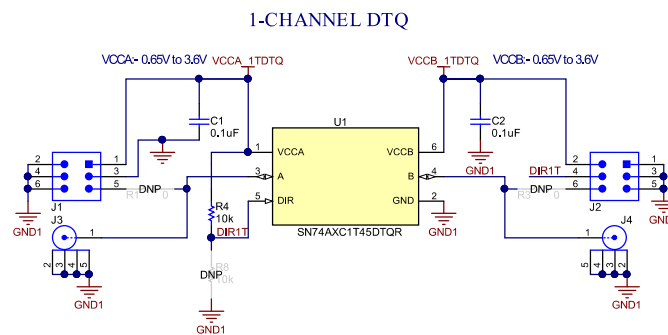 1-CHANNEL DTQ
VCCA:- 0.65V to 3.6V
VCCA_1TDTQ
VCCB_1TDTQ
VCCB:- 0.65V to 3.6V
C1
0.1uF
U1
C2
0.1uF
1
VCCA
VCCB
6
GND1
2
4
6
1
3
5
J1
R1
DNP
0
3
A
B
4
DIR1T
R3
DNP
0
2
4
6
1
3
5
J2
GND1
5
DIR
GND
2
GND1
R4
10k
DIR1T
SN74AXC1T45DTQR
GND1
GND1
J3
1
2
3
4
5
GND1
DNP
R8
10k
GND1
J4
1
5
4
3
2
GND1